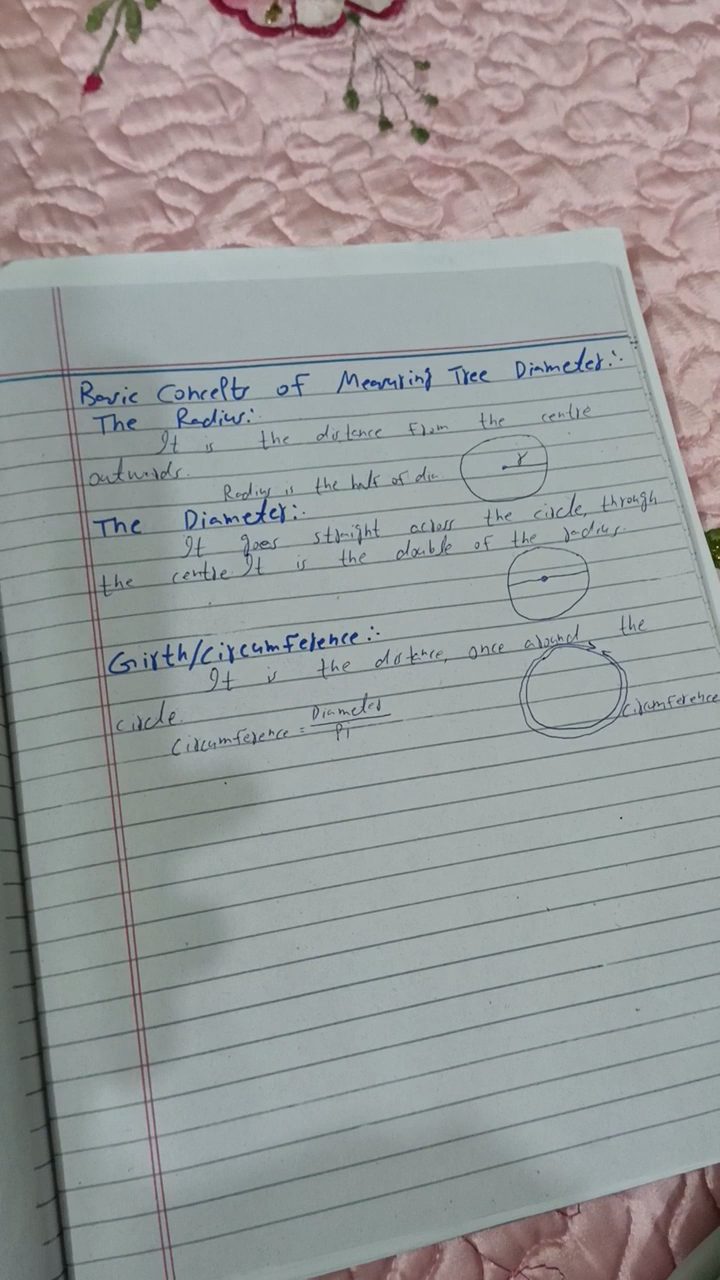 Basic Concepts of Measuring Tree Diameter:.
The Radius:
It is the distence From the centre
outwards.
r
Radius is the half of dia.
The Diameter:.
It goes straight across the circle, through
the centre. It is the double of the radius.
Girth/Circumference:.
It is the distence, once around the
circle.
Circumference
Circumference = Diameter
Pi